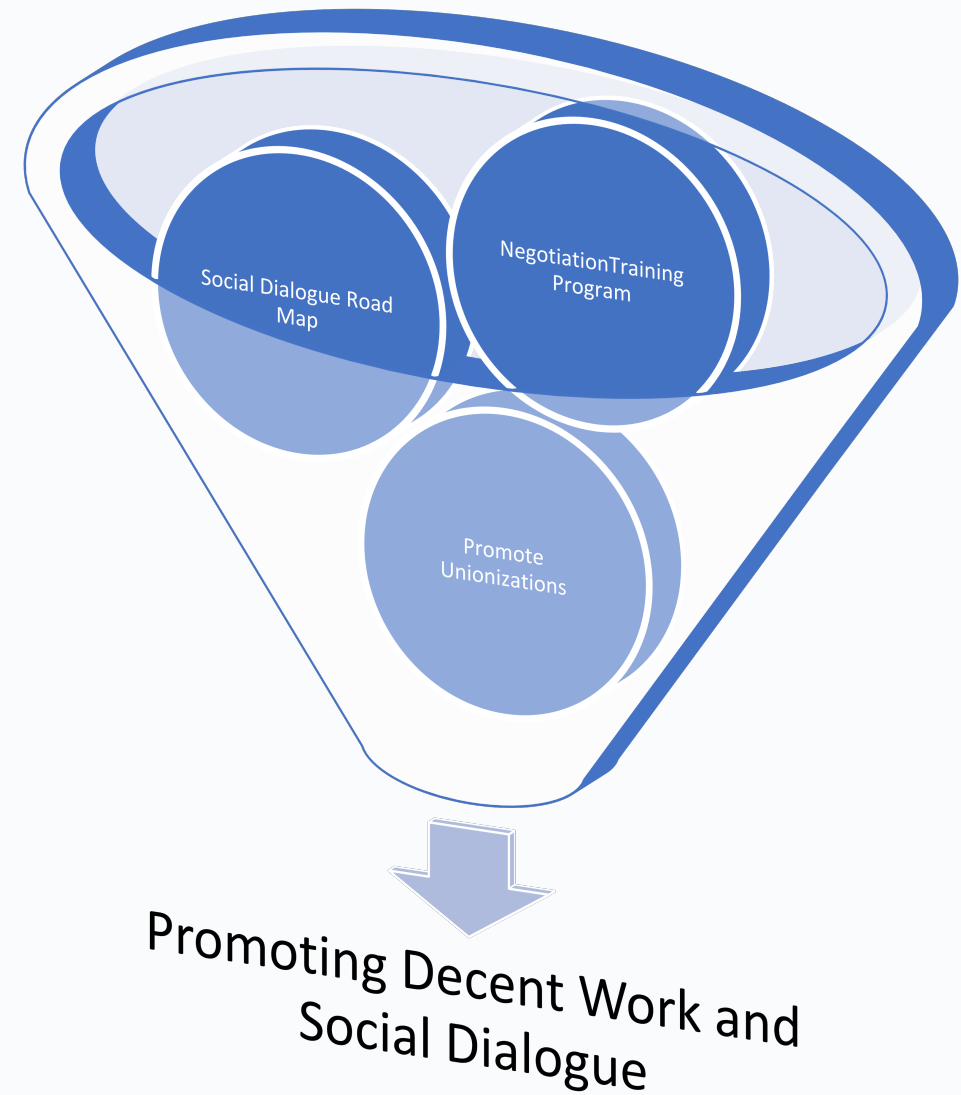 Social Dialogue Road
Map
NegotiationTraining
Program
Promote
Unionizations
Promoting Decent Work and
Social Dialogue